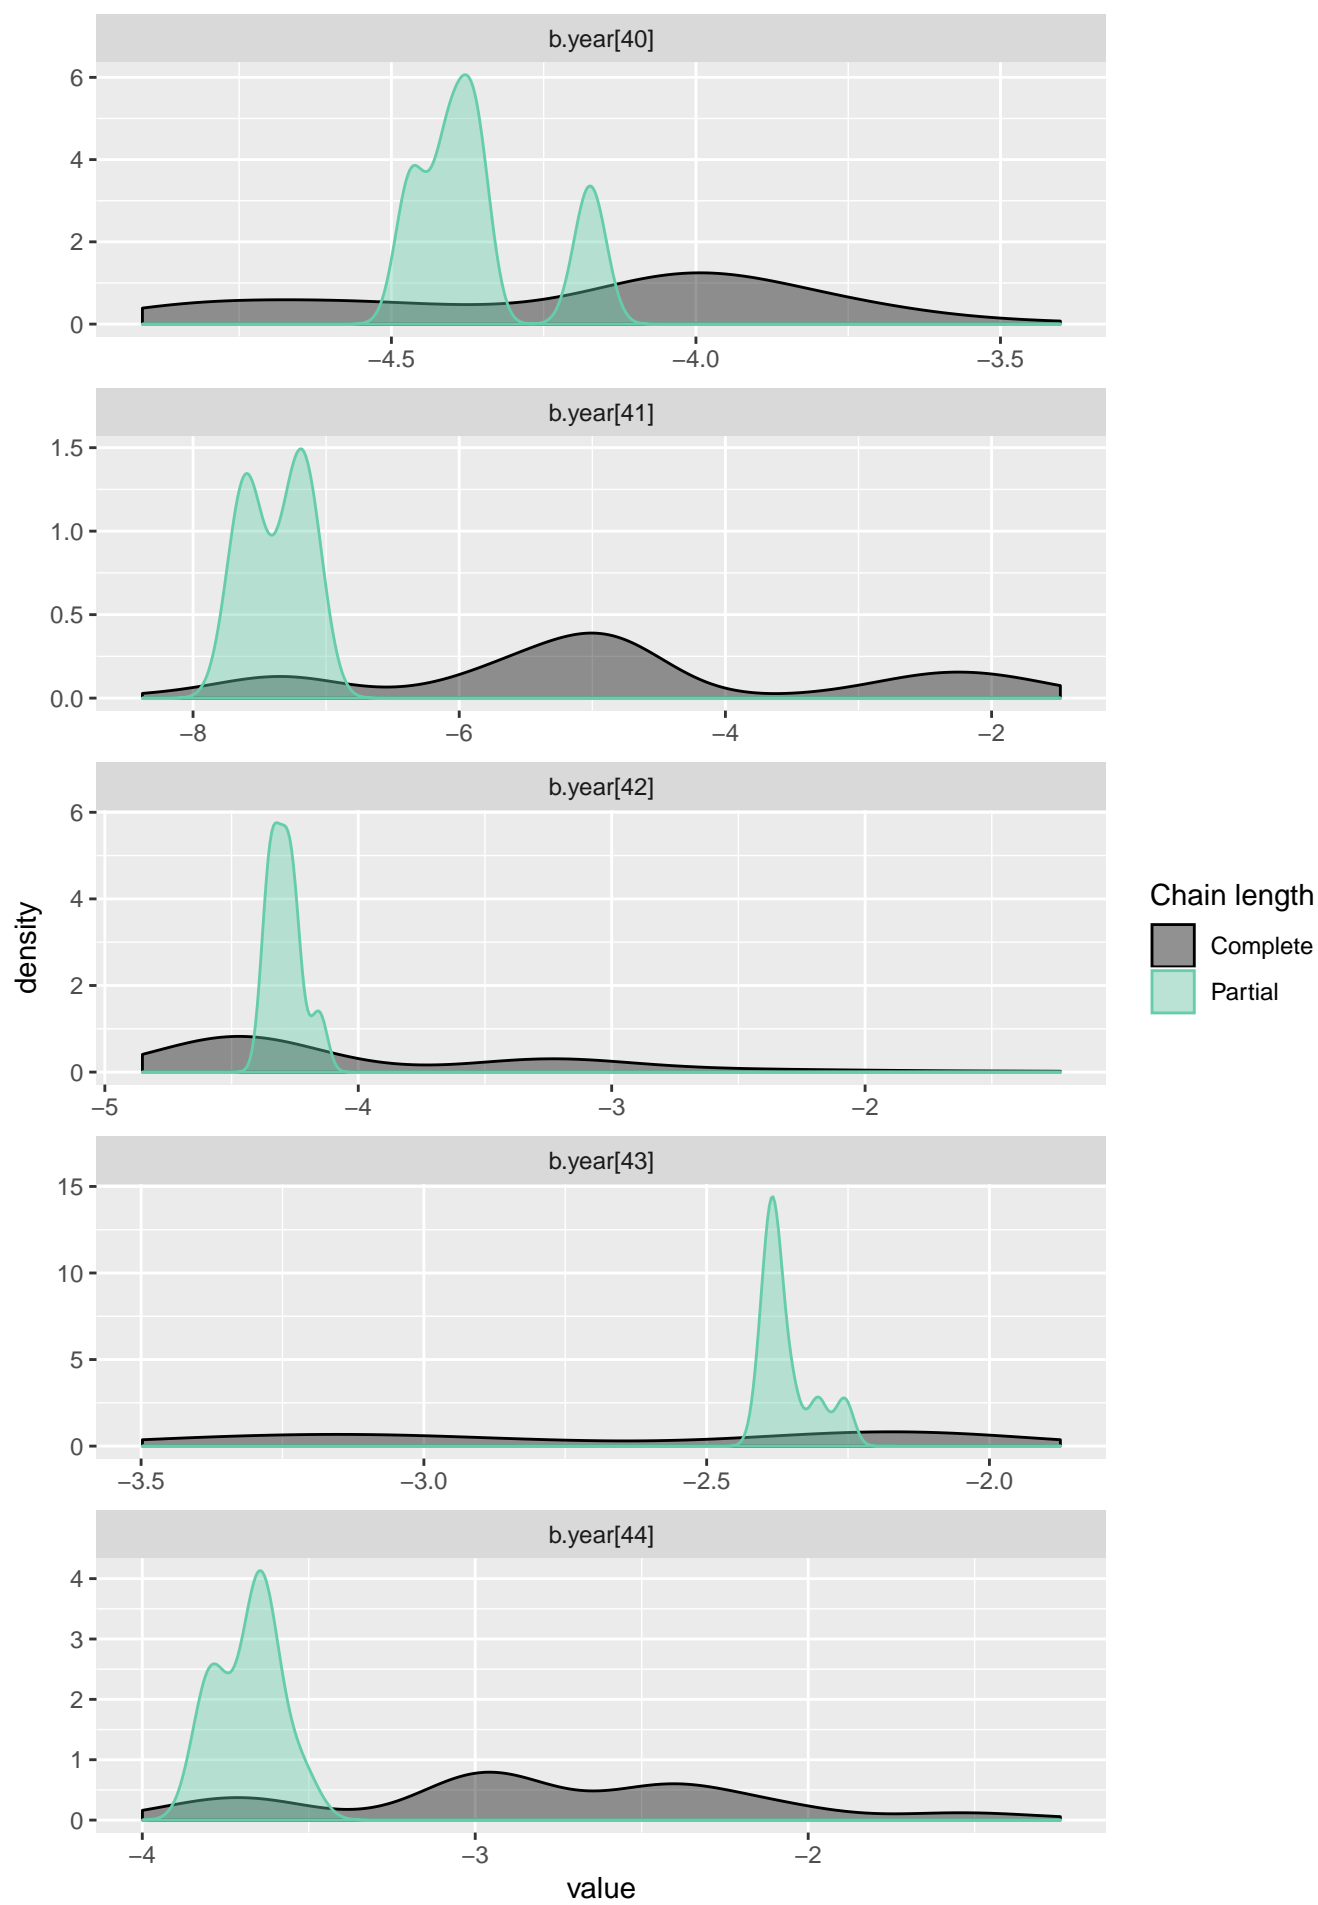 b.year[40]
6
4
2
0
−4.5 −4.0 −3.5
b.year[41]
1.5
1.0
0.5
0.0
−8 −6 −4 −2
b.year[42]
6
4
2
0
−5 −4 −3 −2
b.year[43]
15
10
5
0
−3.5 −3.0 −2.5 −2.0
b.year[44]
4
3
2
1
0
−4 −3 −2
value
density
Chain length
Complete
Partial